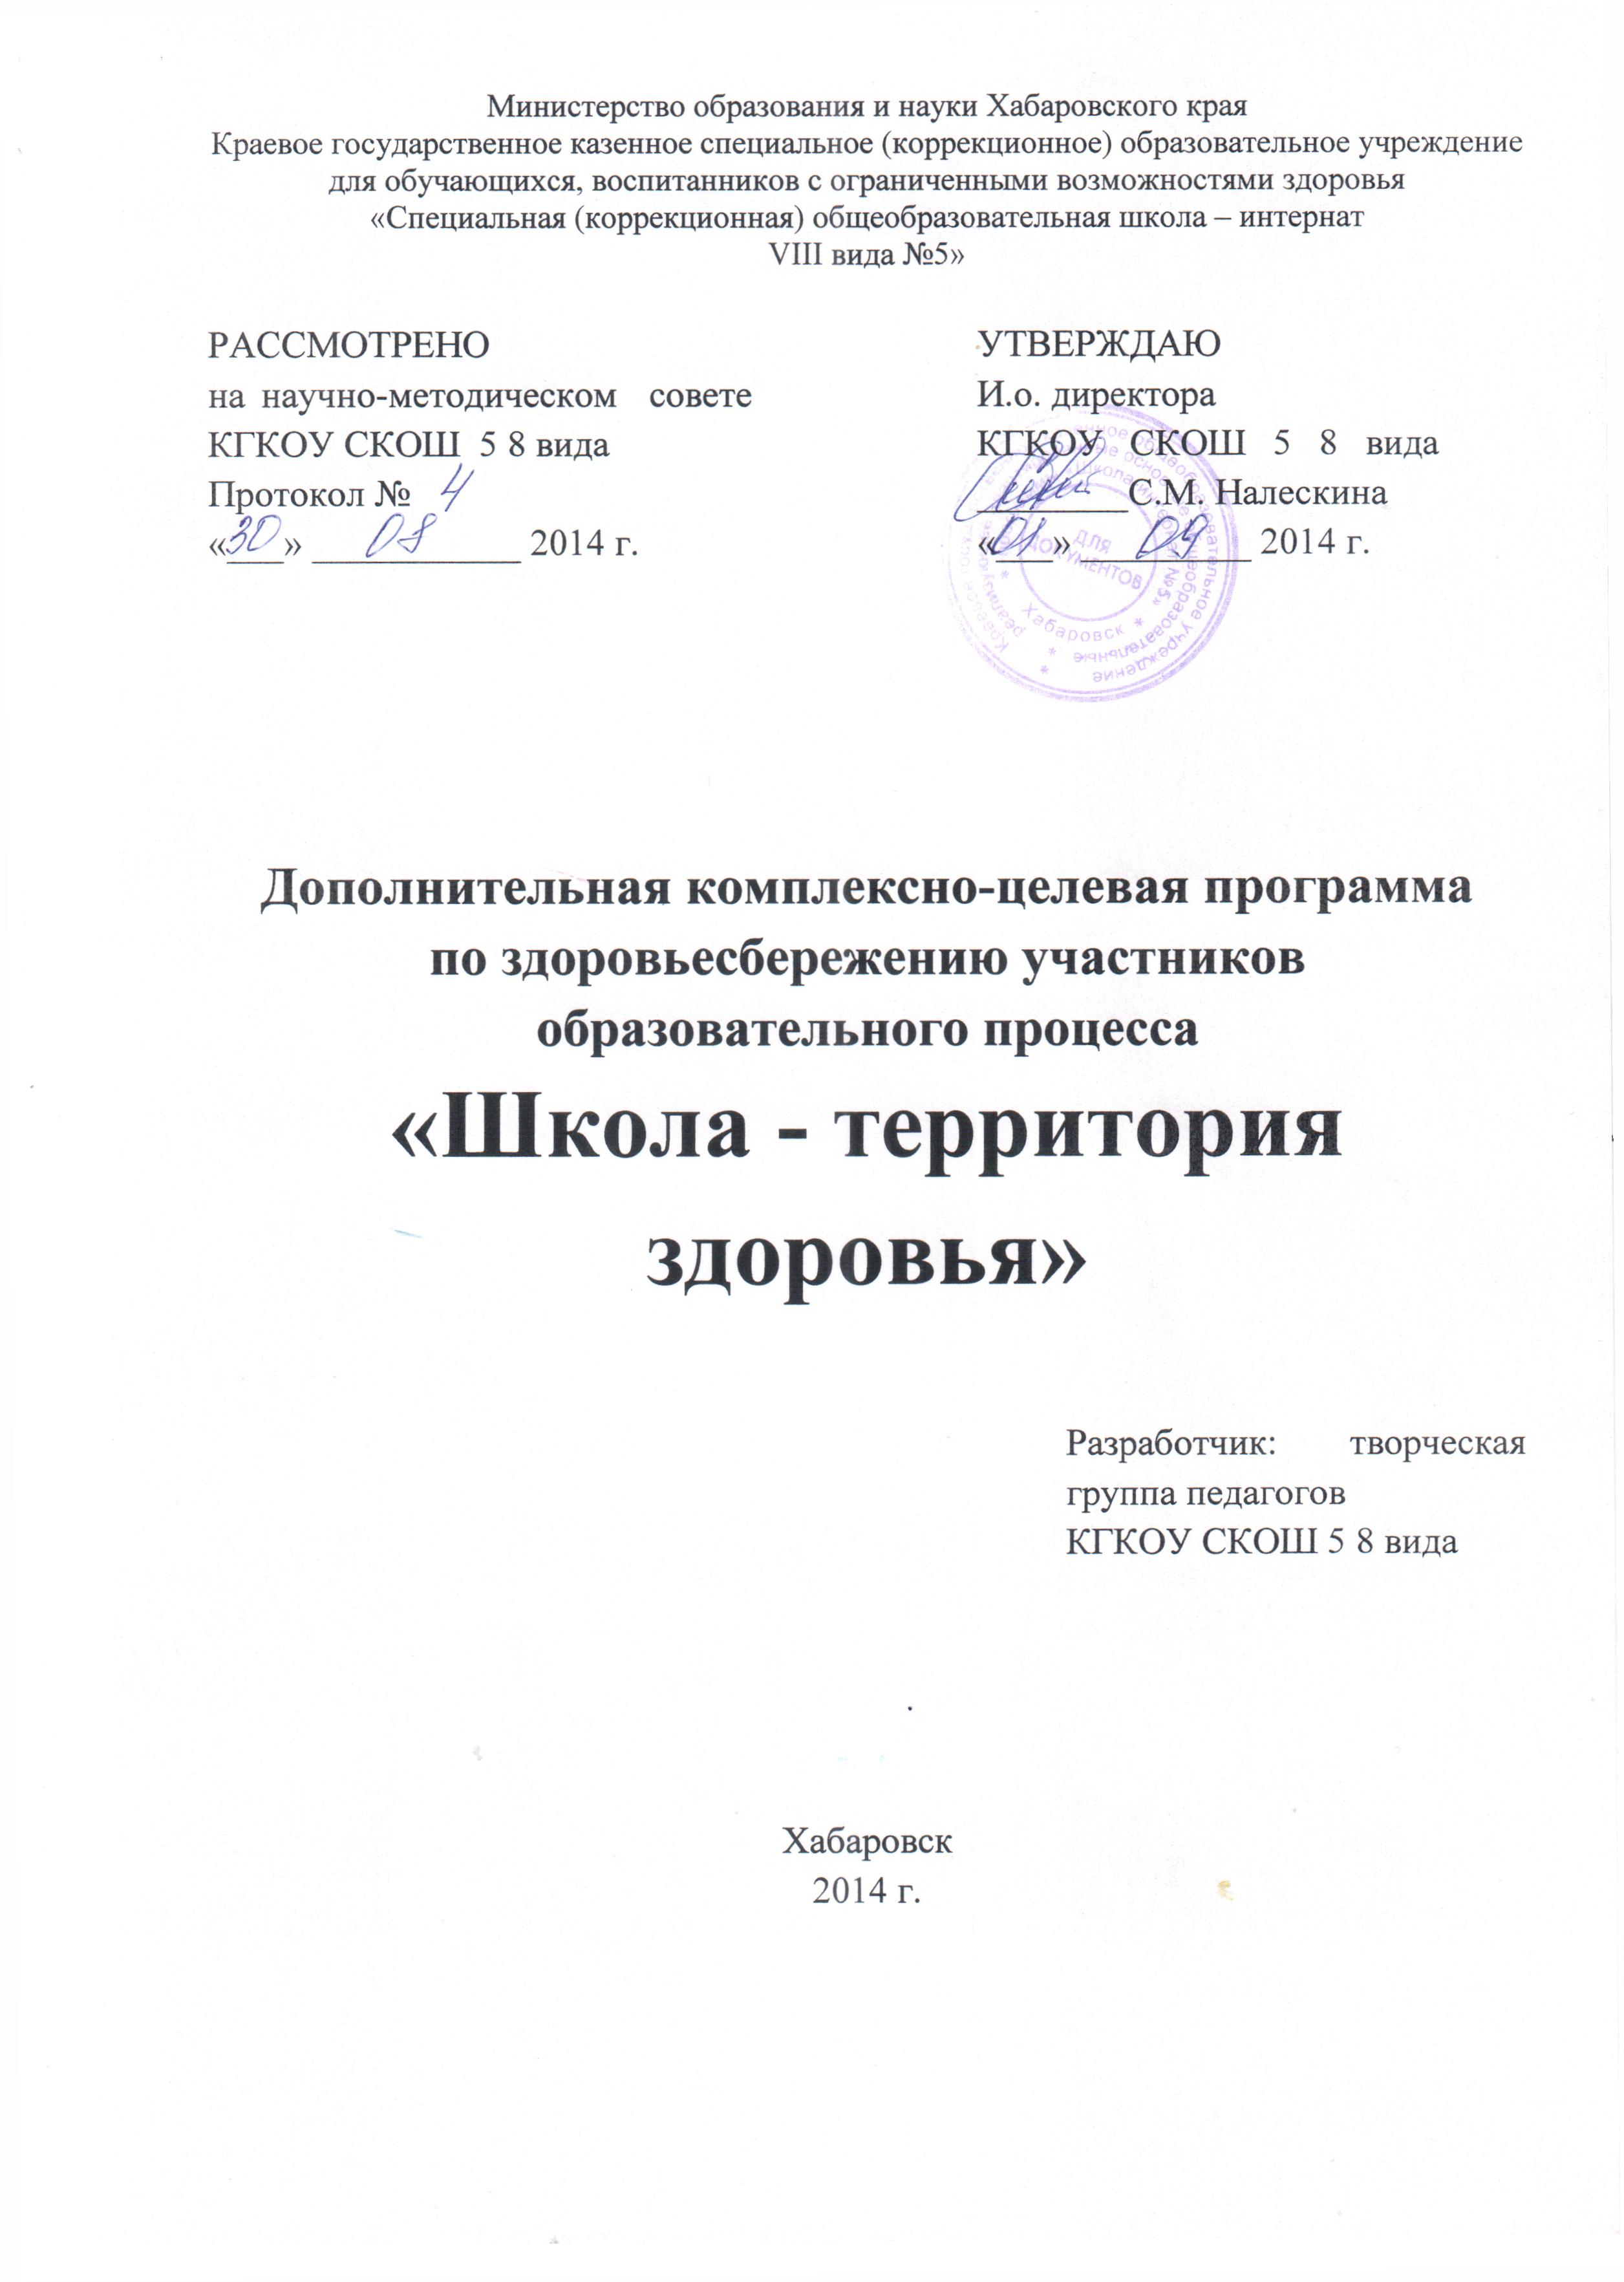 Министерство образования и науки Хабаровского края
Краевое государственное казенное специальное (коррекционное) образовательное учреждение
для обучающихся, воспитанников с ограниченными возможностями здоровья
«Специальная (коррекционная) общеобразовательная школа – интернат
VIII вида №5»
РАССМОТРЕНО
на научно-методическом совете
КГКОУ СКОШ 5 8 вида
Протокол № 4
«30» 08 2014 г.
УТВЕРЖДАЮ
И.о. директора
КГКОУ СКОШ 5 8 вида
С.М. Налескина
«01» 09 2014 г.
ДЛЯ
ДОКУМЕНТОВ
Хабаровск
Дополнительная комплексно-целевая программа
по здоровьесбережению участников
образовательного процесса
«Школа - территория
здоровья»
Разработчик: творческая
группа педагогов
КГКОУ СКОШ 5 8 вида
Хабаровск
2014 г.